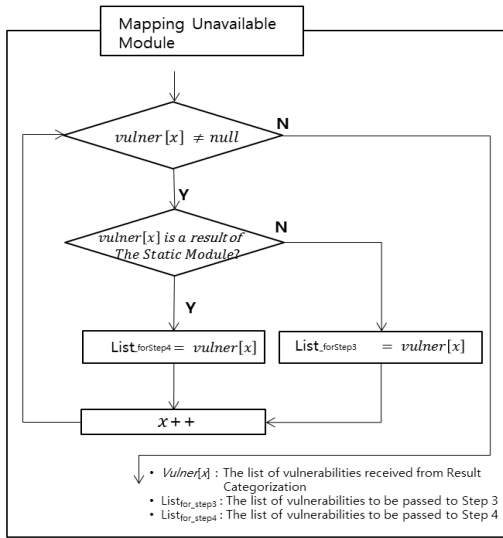 Mapping Unavailable
Module
vulner[x] ≠ null
N
Y
vulner[x] is a result of
The Static Module?
N
Y
List_forStep4 = vulner[x]
List_forStep3 = vulner[x]
x++
• Vulner[x] : The list of vulnerabilities received from Result
Categorization
• Listfor_step3 : The list of vulnerabilities to be passed to Step 3
• Listfor_step4 : The list of vulnerabilities to be passed to Step 4